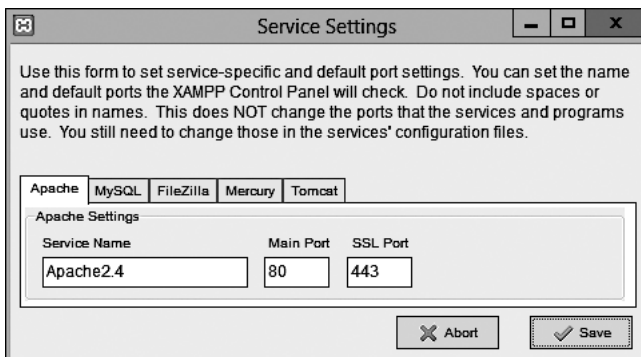 Service Settings
Use this form to set service-specific and default port settings. You can set the name
and default ports the XAMPP Control Panel will check. Do not include spaces or
quotes in names. This does NOT change the ports that the services and programs
use. You still need to change those in the services' configuration files.
Apache MySQL FileZilla Mercury Tomcat
Apache Settings
Service Name Main Port SSL Port
Apache2.4 80 443
Abort Save